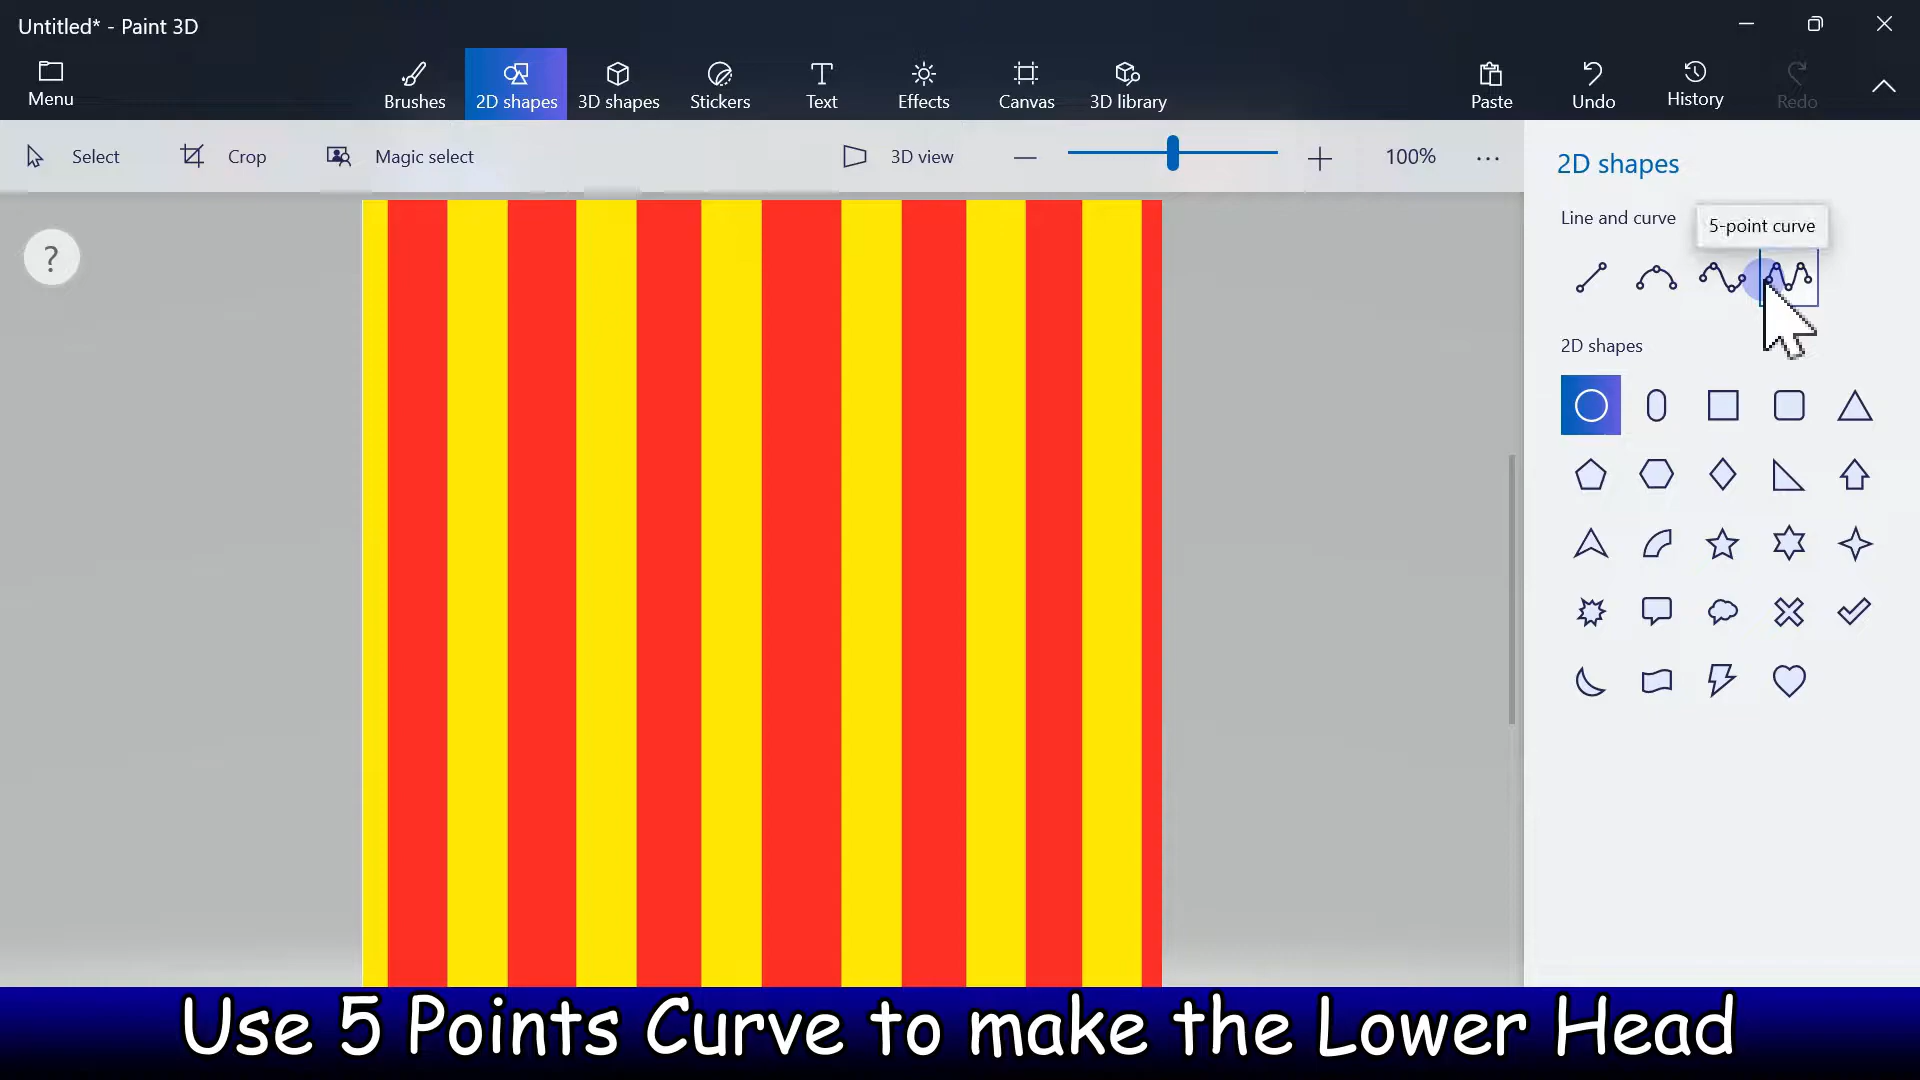 Untitled* - Paint 3D
Menu
Brushes
2D shapes
3D shapes
Stickers
Text
Effects
Canvas
3D library
Paste
Undo
History
Redo
Select
Crop
Magic select
3D view
100%
2D shapes
Line and curve
5-point curve
?
2D shapes
Use 5 Points Curve to make the Lower Head